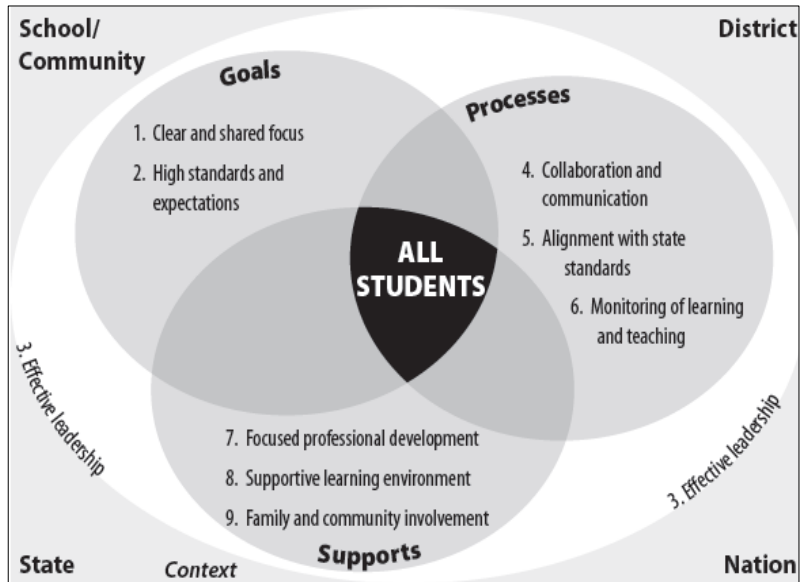 School/
Community
District
Goals
Processes
1. Clear and shared focus
2. High standards and
expectations
4. Collaboration and
communication
5. Alignment with state
standards
6. Monitoring of learning
and teaching
ALL
STUDENTS
3. Effective leadership
3. Effective leadership
7. Focused professional development
8. Supportive learning environment
9. Family and community involvement
Supports
State
Context
Nation